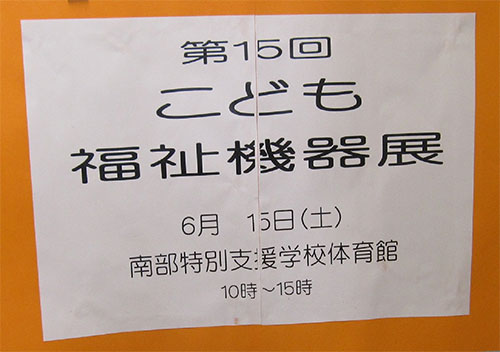 第15回
こども
福祉機器展
6月　15日(土)
南部特別支援学校体育館
10時～15時